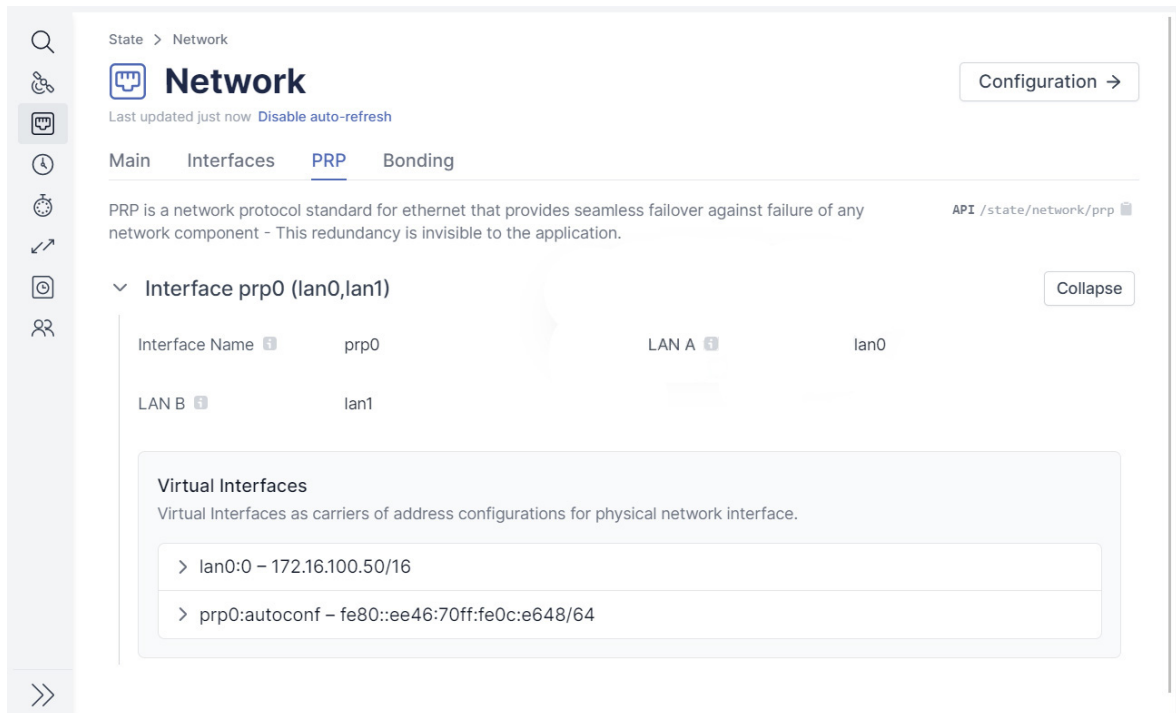 State > Network
Network
Configuration →
Last updated just now Disable auto-refresh
Main Interfaces PRP Bonding
PRP is a network protocol standard for ethernet that provides seamless failover against failure of any
network component - This redundancy is invisible to the application.
API /state/network/prp
Interface prp0 (lan0,lan1)
Collapse
Interface Name prp0
LAN A lan0
LAN B lan1
Virtual Interfaces
Virtual Interfaces as carriers of address configurations for physical network interface.
lan0:0 – 172.16.100.50/16
prp0:autoconf – fe80::ee46:70ff:fe0c:e648/64